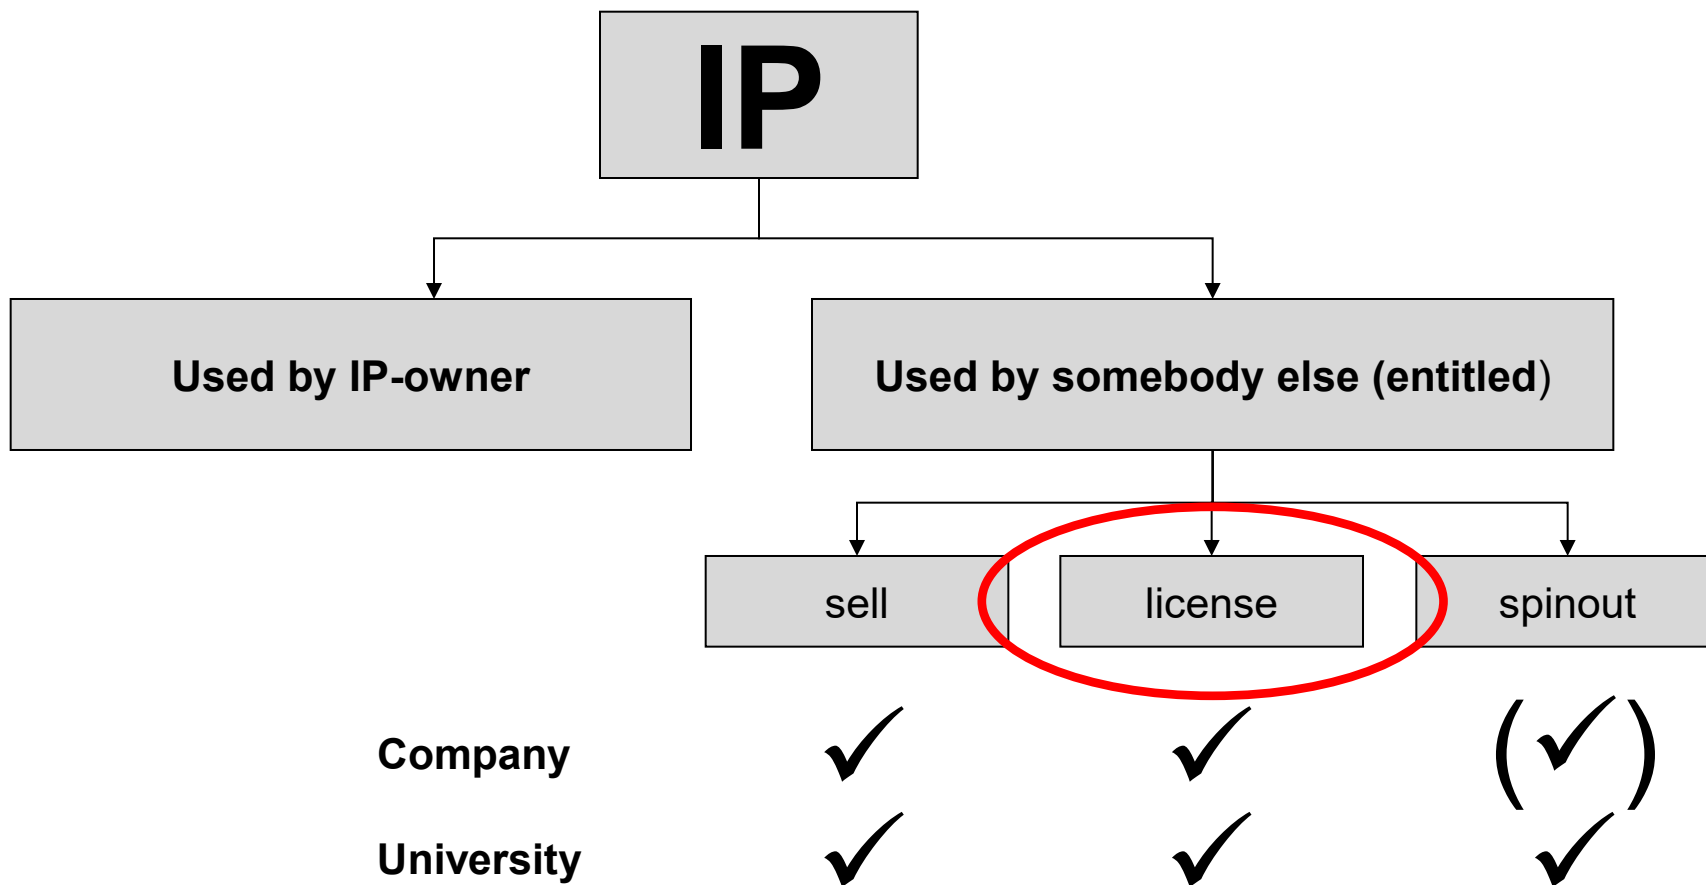 IP
Used by IP-owner
Used by somebody else (entitled)
sell
license
spinout
Company ✓ ✓ (✓)
University ✓ ✓ ✓